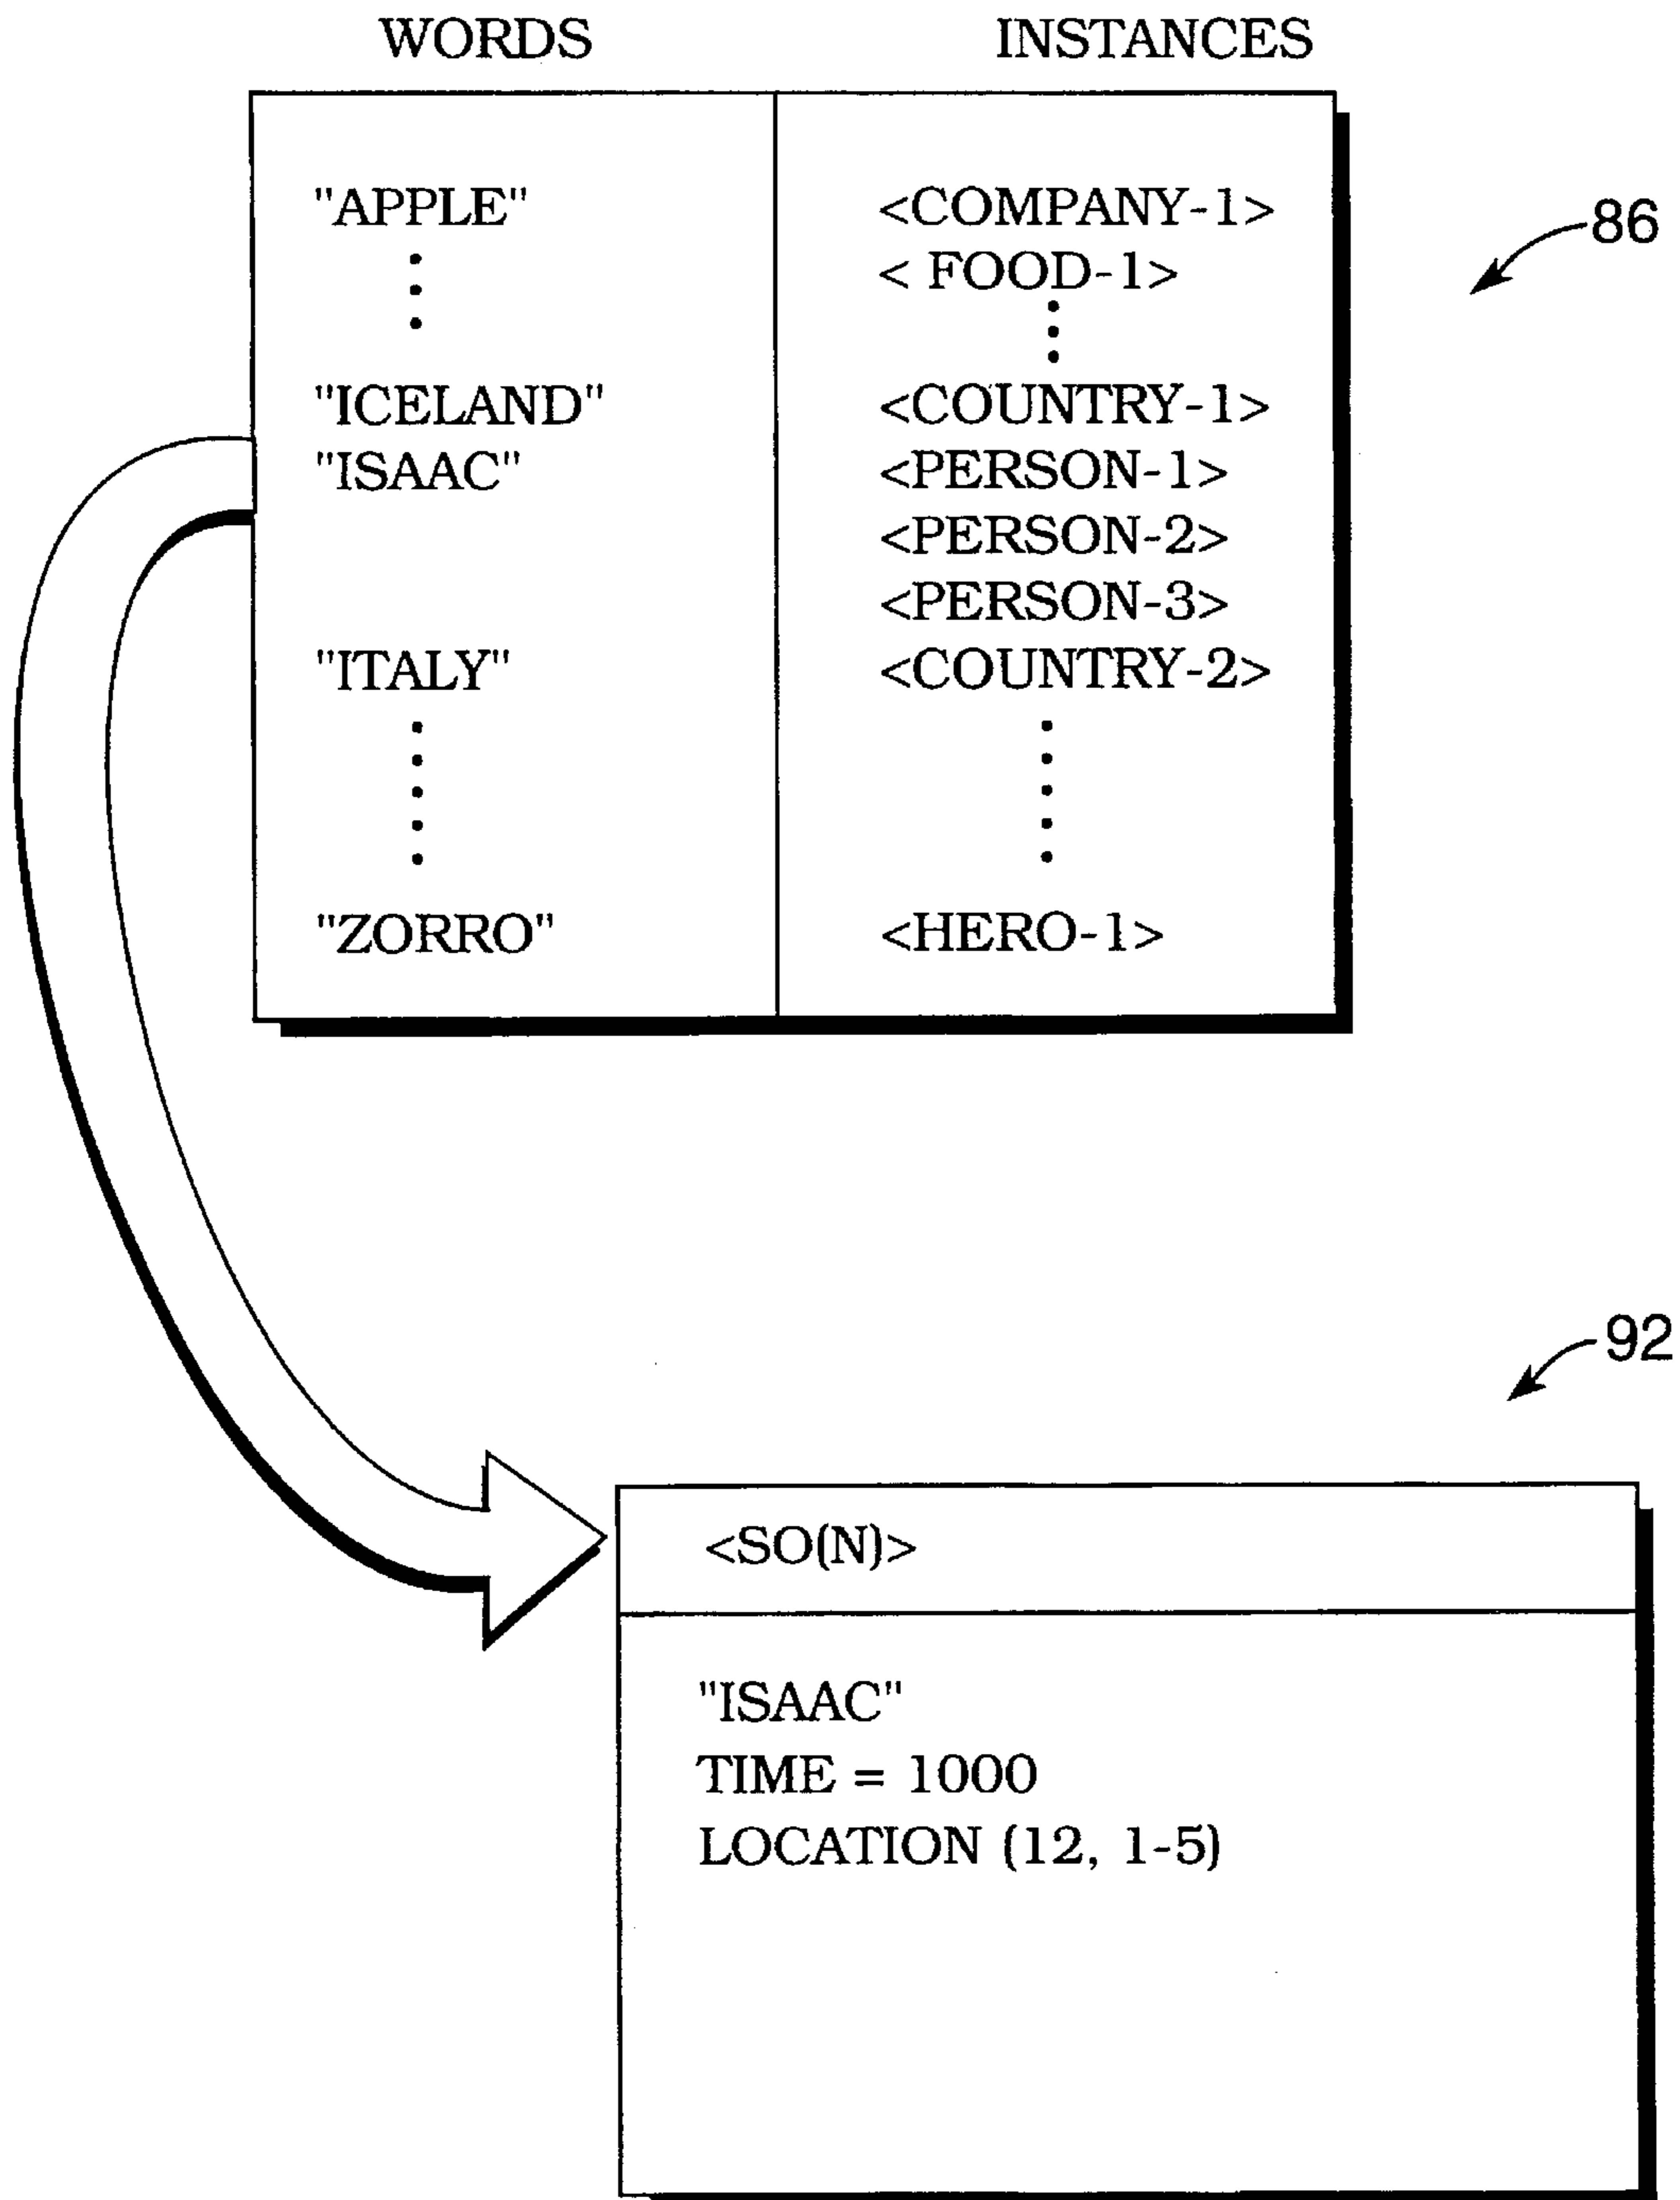 WORDS INSTANCES
"APPLE" <COMPANY-1>
< FOOD-1>
86
"ICELAND" <COUNTRY-1>
"ISAAC" <PERSON-1>
<PERSON-2>
<PERSON-3>
"ITALY" <COUNTRY-2>
"ZORRO" <HERO-1>
92
<SO(N)>
"ISAAC"
TIME = 1000
LOCATION (12, 1-5)